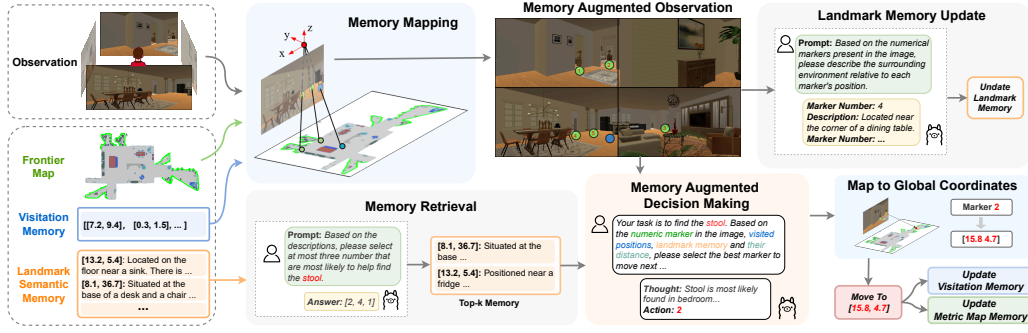 Observation
Frontier
Map
Visitation
Memory
[[7.2, 9.4], [0.3, 1.5], ... ]
Landmark
Semantic
Memory
[13.2, 5.4]: Located on the
floor near a sink. There is ...
[8.1, 36.7]: Situated at the
base of a desk and a chair ...
...
Memory Mapping
z
y
x
Memory Retrieval
Prompt: Based on the
descriptions, please select
at most three number that
are most likely to help find
the stool.
Answer: [2, 4, 1]
[8.1, 36.7]: Situated at the
base ...
[13.2, 5.4]: Positioned near a
fridge ...
Top-k Memory
Memory Augmented Observation
1
2
3
4
Memory Augmented
Decision Making
Your task is to find the stool. Based on
the numeric marker in the image, visited
positions, landmark memory and their
distance, please select the best marker to
move next ...
Thought: Stool is most likely
found in bedroom...
Action: 2
Landmark Memory Update
Prompt: Based on the numerical
markers present in the image,
please describe the surrounding
environment relative to each
marker's position.
Marker Number: 4
Description: Located near
the corner of a dining table.
Marker Number: ...
Undate
Landmark
Memory
Map to Global Coordinates
Marker 2
[15.8 4.7]
Move To
[15.8, 4.7]
Update
Visitation Memory
Update
Metric Map Memory